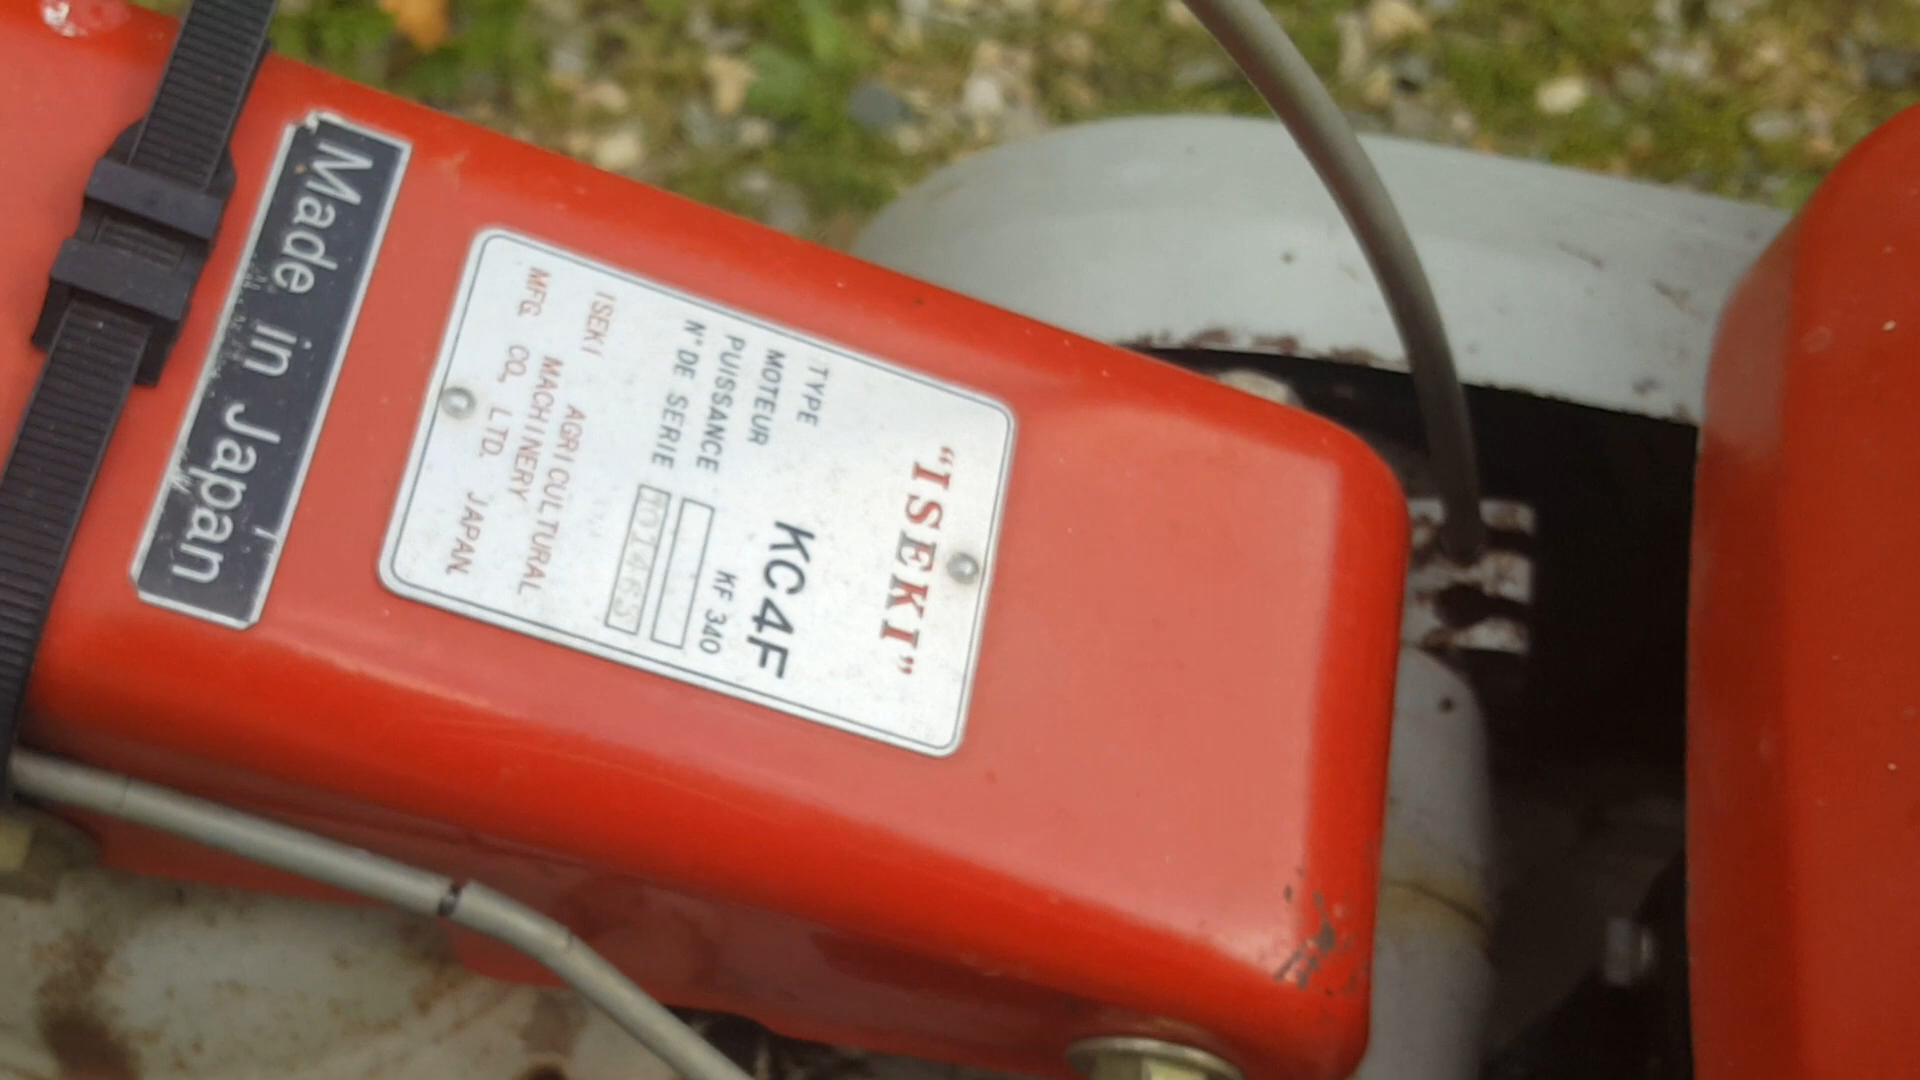 "ISEKI"
TYPE KC4F
MOTEUR KF 340
PUISSANCE
N° DE SERIE
ISEKI AGRICULTURAL
MACHINERY
MFG. CO., LTD. JAPAN
Made in Japan